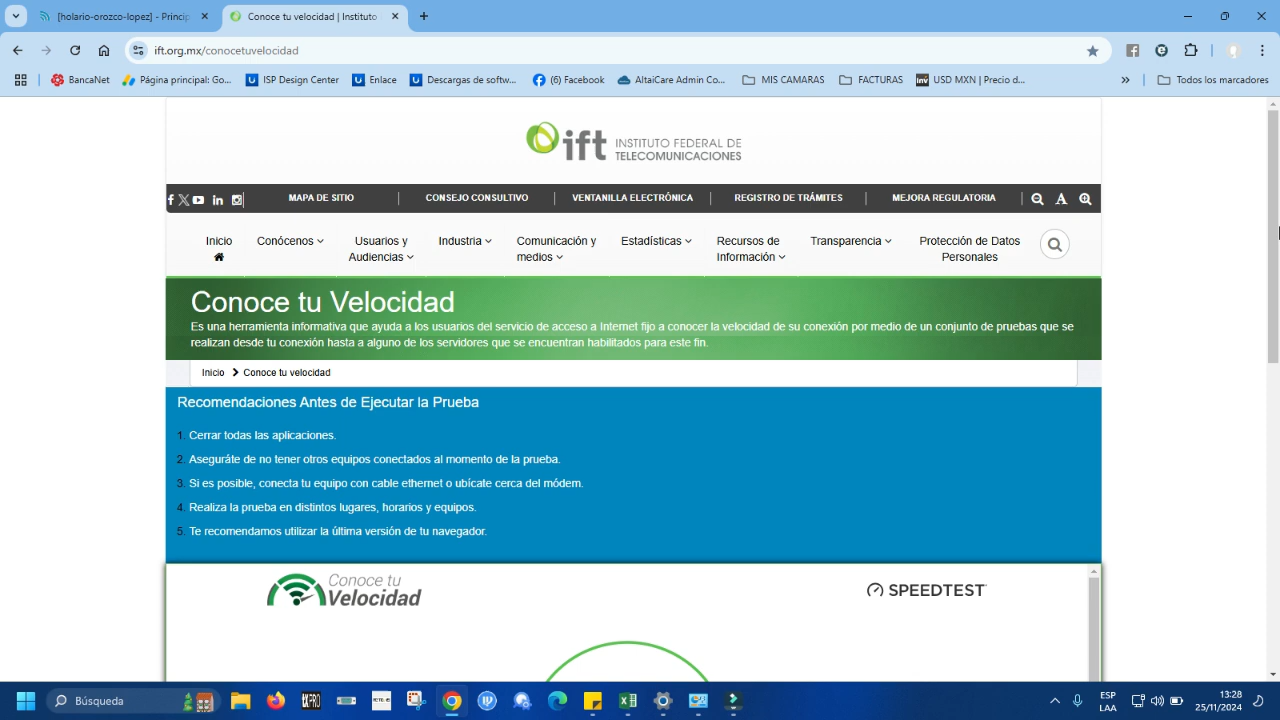 [holario-orozco-lopez] - Princip
Conoce tu velocidad | Instituto
ift.org.mx/conocetuvelocidad
BancaNet
Página principal: Go...
ISP Design Center
Enlace
Descargas de softw...
(6) Facebook
AltaiCare Admin Co...
MIS CAMARAS
FACTURAS
inv USD MXN | Precio d...
»
Todos los marcadores
ift INSTITUTO FEDERAL DE
TELECOMUNICACIONES
MAPA DE SITIO
CONSEJO CONSULTIVO
VENTANILLA ELECTRÓNICA
REGISTRO DE TRÁMITES
MEJORA REGULATORIA
A
Inicio
Conócenos
Usuarios y
Audiencias
Industria
Comunicación y
medios
Estadísticas
Recursos de
Información
Transparencia
Protección de Datos
Personales
Conoce tu Velocidad
Es una herramienta informativa que ayuda a los usuarios del servicio de acceso a Internet fijo a conocer la velocidad de su conexión por medio de un conjunto de pruebas que se
realizan desde tu conexión hasta a alguno de los servidores que se encuentran habilitados para este fin.
Inicio > Conoce tu velocidad
Recomendaciones Antes de Ejecutar la Prueba
1. Cerrar todas las aplicaciones.
2. Aseguráte de no tener otros equipos conectados al momento de la prueba.
3. Si es posible, conecta tu equipo con cable ethernet o ubícate cerca del módem.
4. Realiza la prueba en distintos lugares, horarios y equipos.
5. Te recomendamos utilizar la última versión de tu navegador.
Conoce tu
Velocidad
SPEEDTEST
Búsqueda
ESP
LAA
13:28
25/11/2024